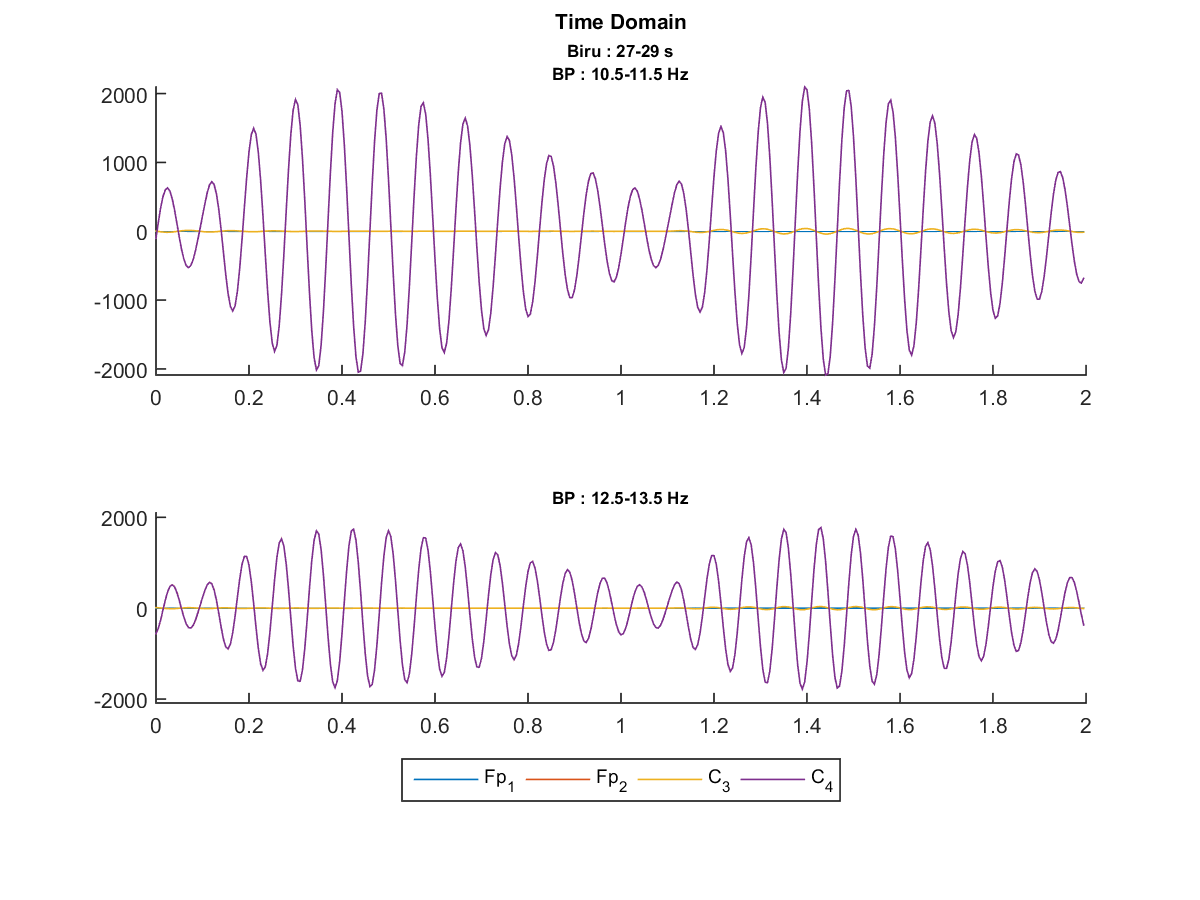 Time Domain
Biru : 27-29 s
BP : 10.5-11.5 Hz
2000
1000
0
-1000
-2000
0 0.2 0.4 0.6 0.8 1 1.2 1.4 1.6 1.8 2
BP : 12.5-13.5 Hz
2000
0
-2000
0 0.2 0.4 0.6 0.8 1 1.2 1.4 1.6 1.8 2
Fp1 Fp2 C3 C4